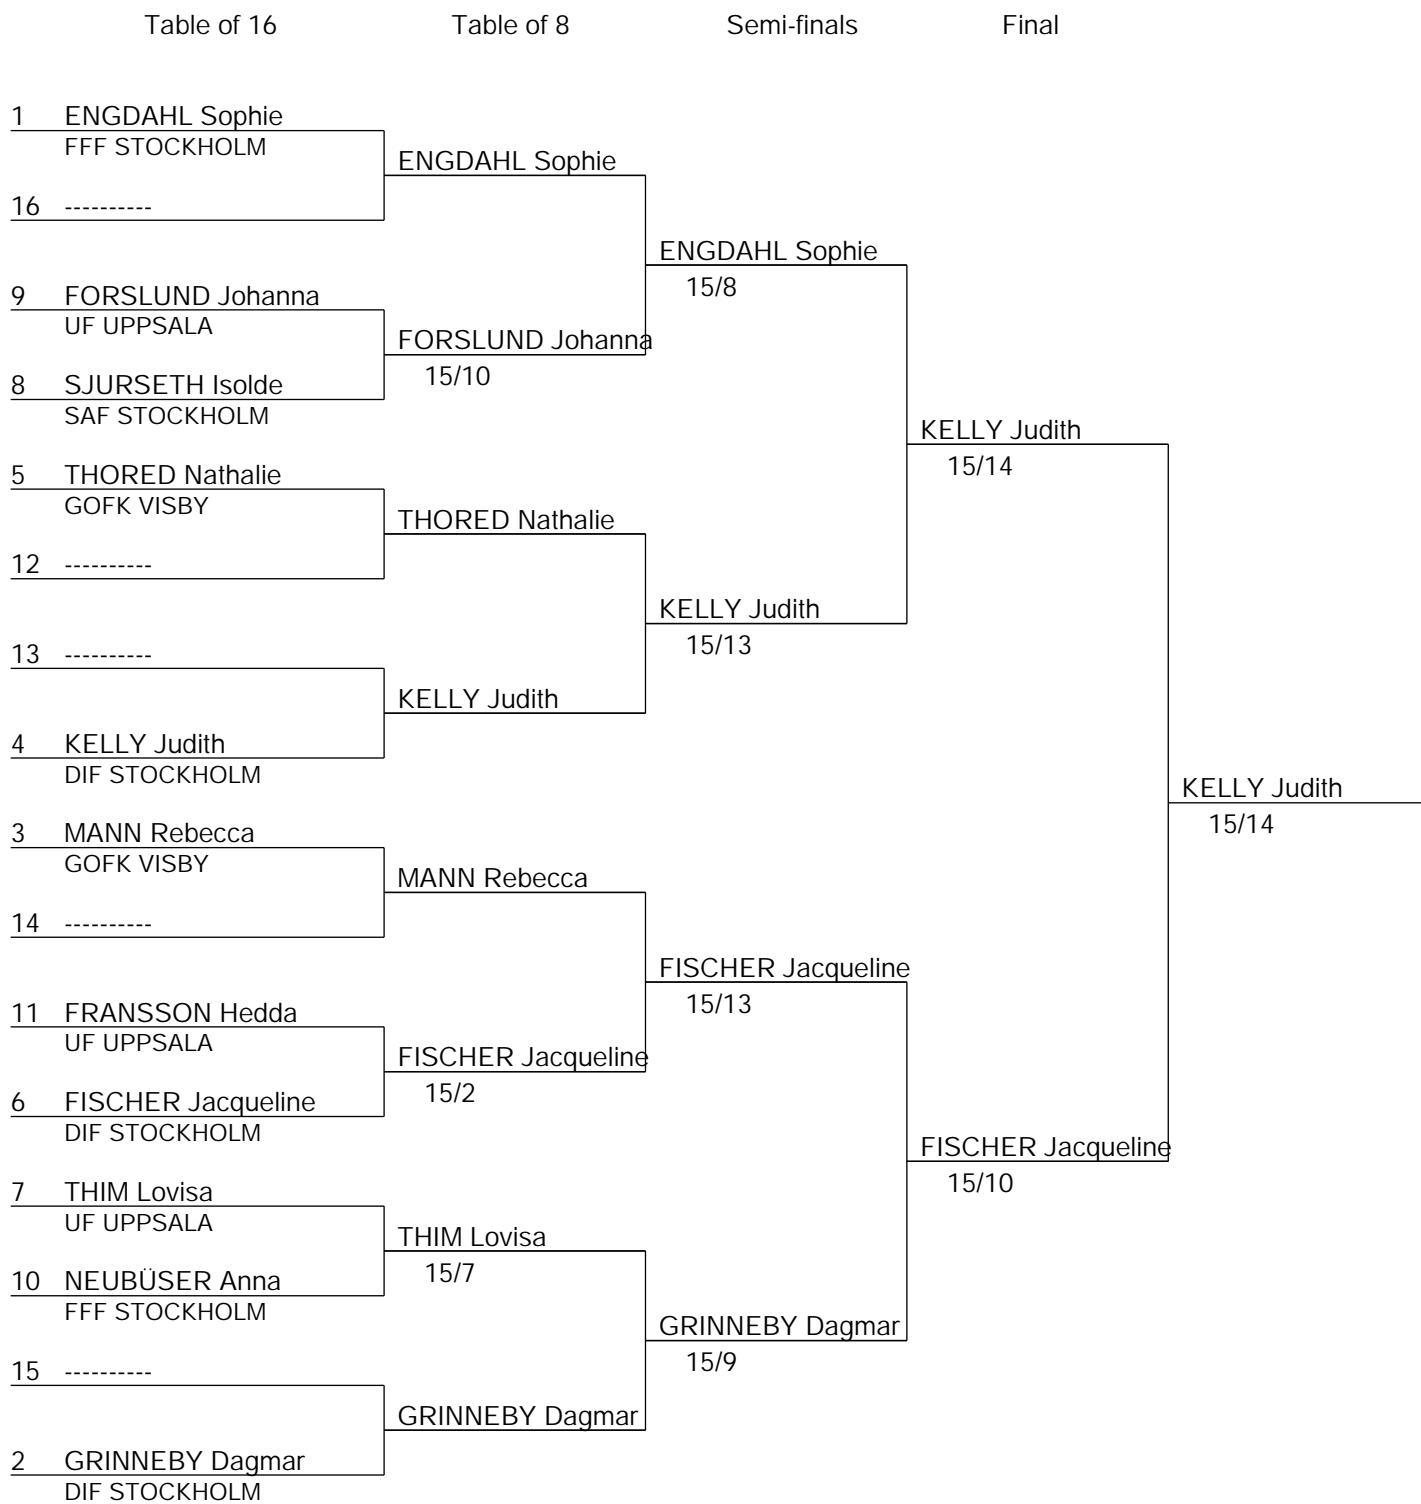 Table of 16 Table of 8 Semi-finals Final
1 ENGDAHL Sophie
FFF STOCKHOLM
ENGDAHL Sophie
16 ----------
ENGDAHL Sophie
15/8
9 FORSLUND Johanna
UF UPPSALA
FORSLUND Johanna
15/10
8 SJURSETH Isolde
SAF STOCKHOLM
KELLY Judith
15/14
5 THORED Nathalie
GOFK VISBY
THORED Nathalie
12 ----------
KELLY Judith
15/13
13 ----------
KELLY Judith
4 KELLY Judith
DIF STOCKHOLM
KELLY Judith
15/14
3 MANN Rebecca
GOFK VISBY
MANN Rebecca
14 ----------
FISCHER Jacqueline
15/13
11 FRANSSON Hedda
UF UPPSALA
FISCHER Jacqueline
15/2
6 FISCHER Jacqueline
DIF STOCKHOLM
FISCHER Jacqueline
15/10
7 THIM Lovisa
UF UPPSALA
THIM Lovisa
15/7
10 NEUBÜSER Anna
FFF STOCKHOLM
GRINNEBY Dagmar
15/9
15 ----------
GRINNEBY Dagmar
2 GRINNEBY Dagmar
DIF STOCKHOLM